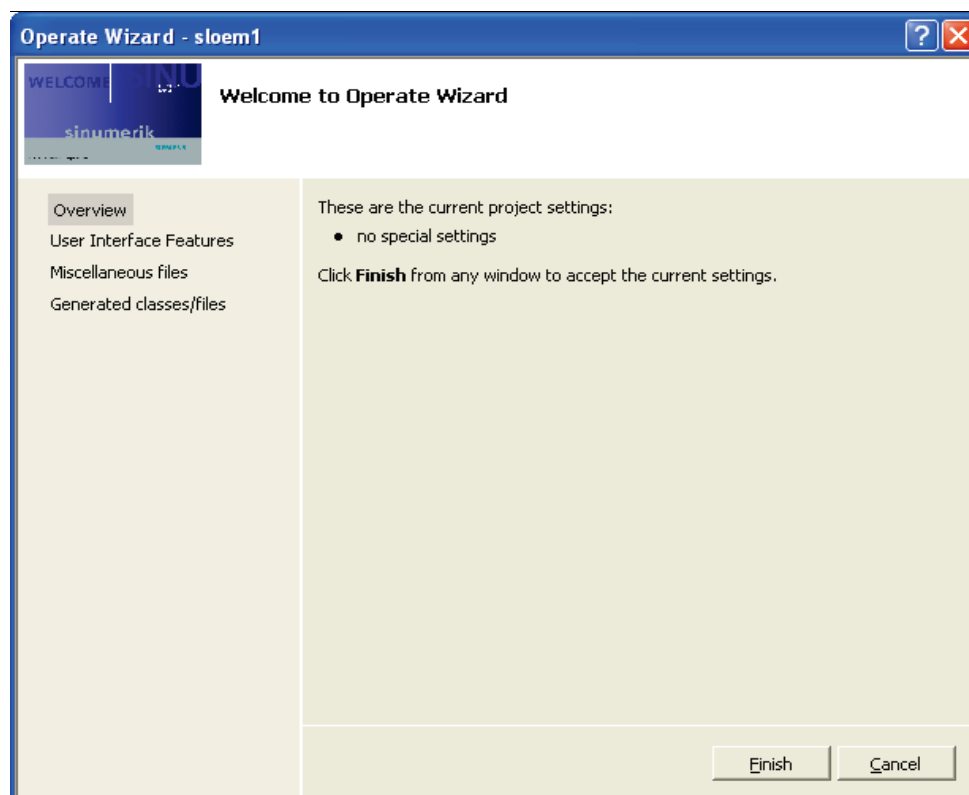 Operate Wizard - sloem1
WELCOME SINU
sinumerik
SIEMENS
Welcome to Operate Wizard
Overview
User Interface Features
Miscellaneous files
Generated classes/files
These are the current project settings:
• no special settings
Click Finish from any window to accept the current settings.
Finish
Cancel